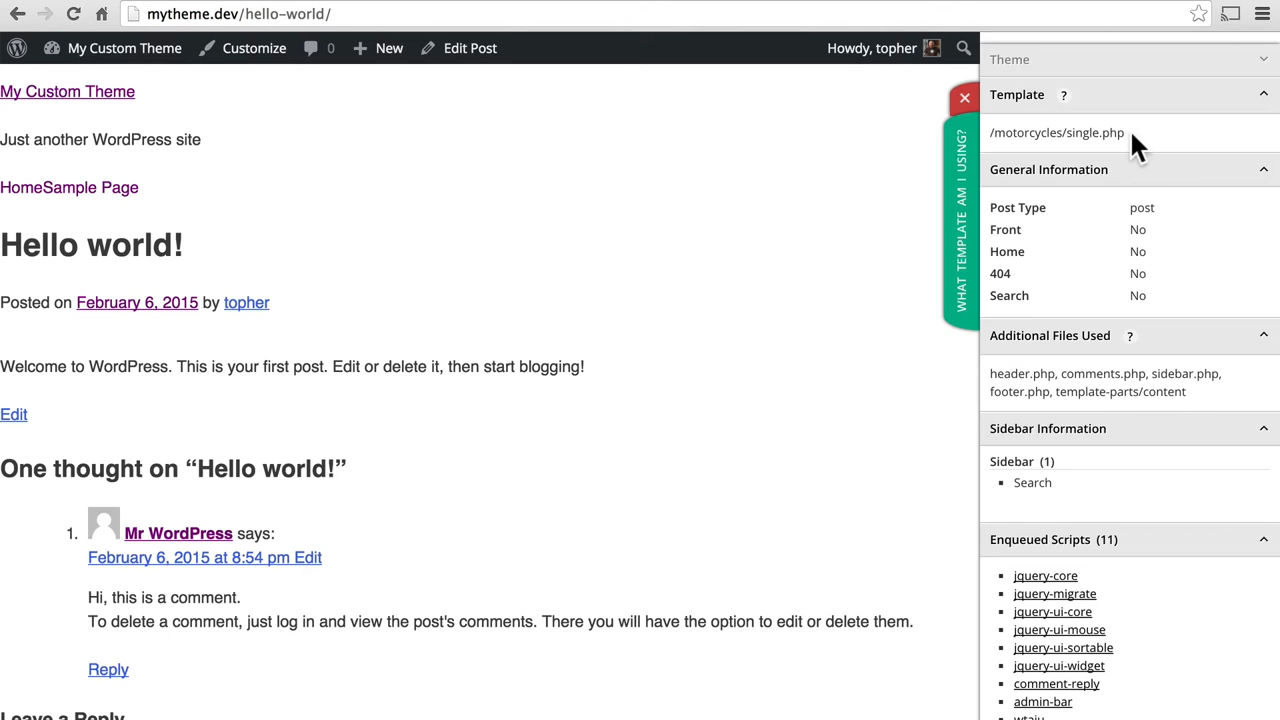 mytheme.dev/hello-world/
My Custom Theme Customize 0 New Edit Post Howdy, topher
My Custom Theme
Just another WordPress site
HomeSample Page
Hello world!
Posted on February 6, 2015 by topher
Welcome to WordPress. This is your first post. Edit or delete it, then start blogging!
Edit
One thought on “Hello world!”
1. Mr WordPress says:
February 6, 2015 at 8:54 pm Edit
Hi, this is a comment.
To delete a comment, just log in and view the post's comments. There you will have the option to edit or delete them.
Reply
Leave a Reply
WHAT TEMPLATE AM I USING?
Theme
Template ?
/motorcycles/single.php
General Information
Post Type post
Front No
Home No
404 No
Search No
Additional Files Used ?
header.php, comments.php, sidebar.php,
footer.php, template-parts/content
Sidebar Information
Sidebar (1)
Search
Enqueued Scripts (11)
jquery-core
jquery-migrate
jquery-ui-core
jquery-ui-mouse
jquery-ui-sortable
jquery-ui-widget
comment-reply
admin-bar
wtaiu